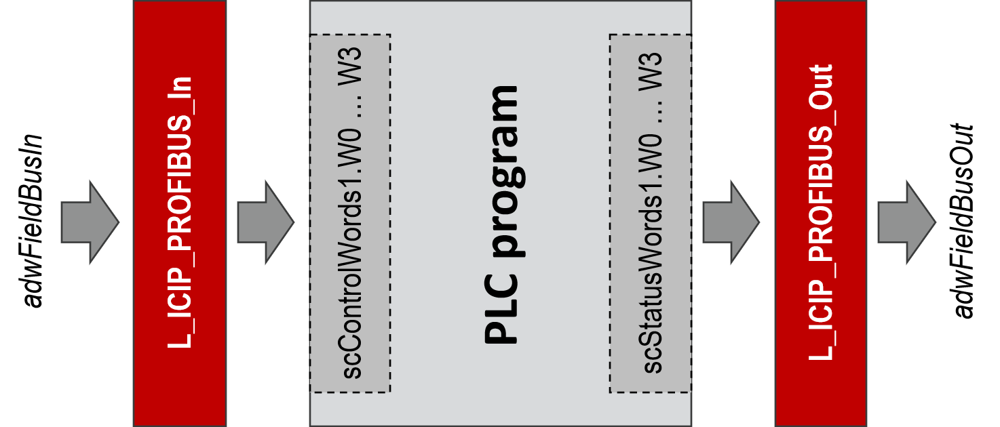 adwFieldBusIn
L_ICIP_PROFIBUS_In
scControlWords1.W0 ... W3
PLC program
scStatusWords1.W0 ... W3
L_ICIP_PROFIBUS_Out
adwFieldBusOut